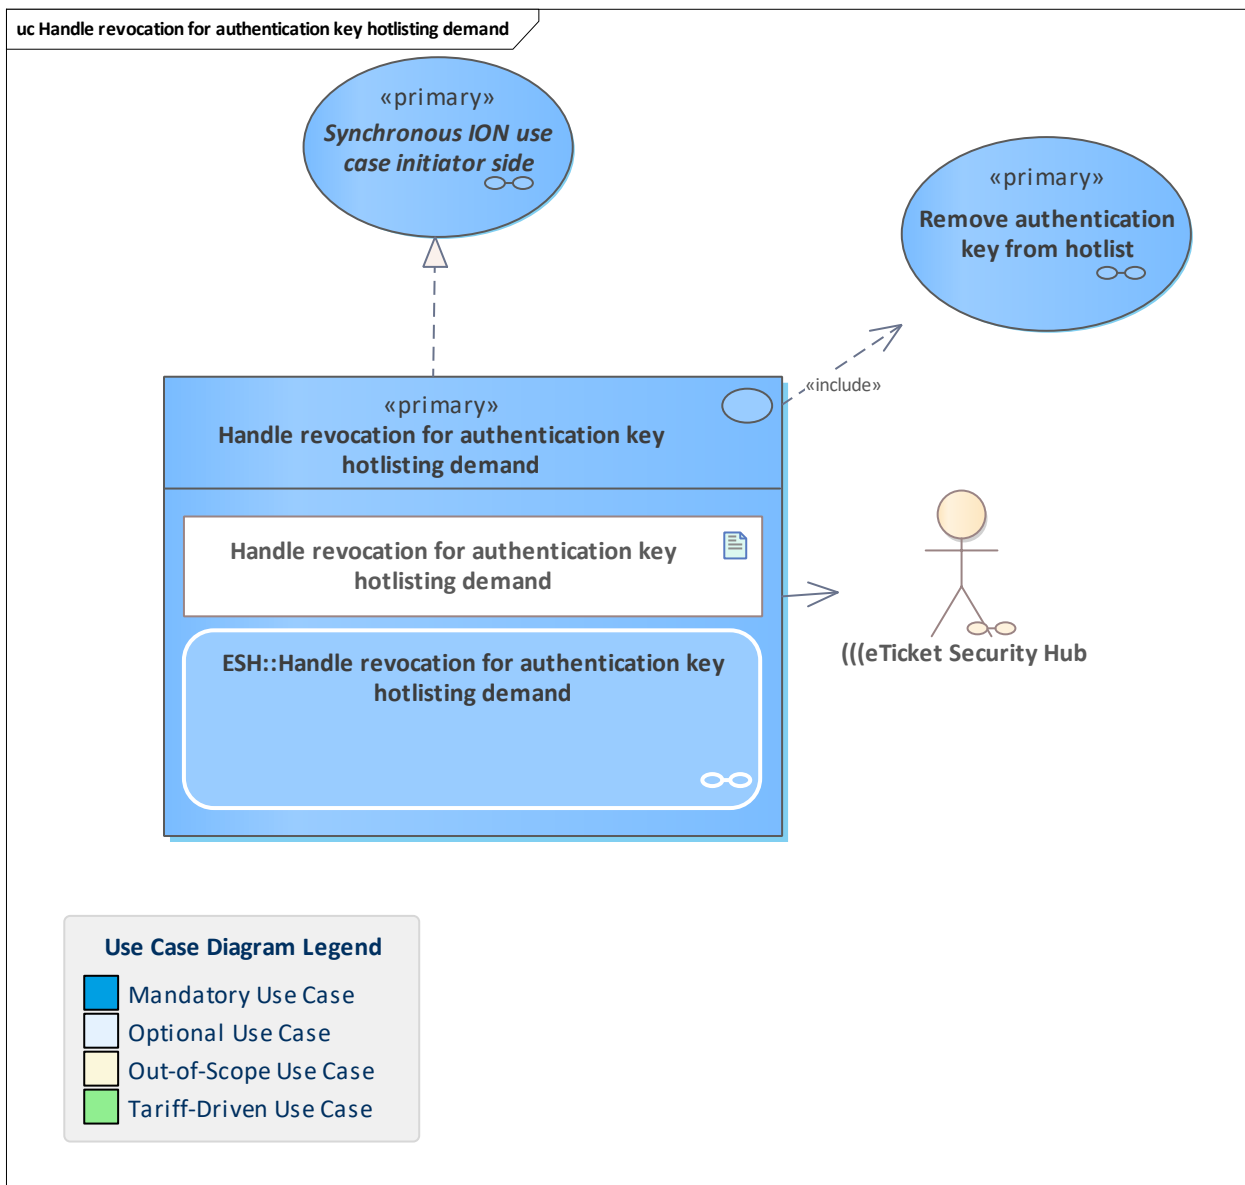 uc Handle revocation for authentication key hotlisting demand
«primary»
Synchronous ION use
case initiator side
«primary»
Remove authentication
key from hotlist
«include»
«primary»
Handle revocation for authentication key
hotlisting demand
Handle revocation for authentication key
hotlisting demand
ESH::Handle revocation for authentication key
hotlisting demand
(((eTicket Security Hub
Use Case Diagram Legend
Mandatory Use Case
Optional Use Case
Out-of-Scope Use Case
Tariff-Driven Use Case